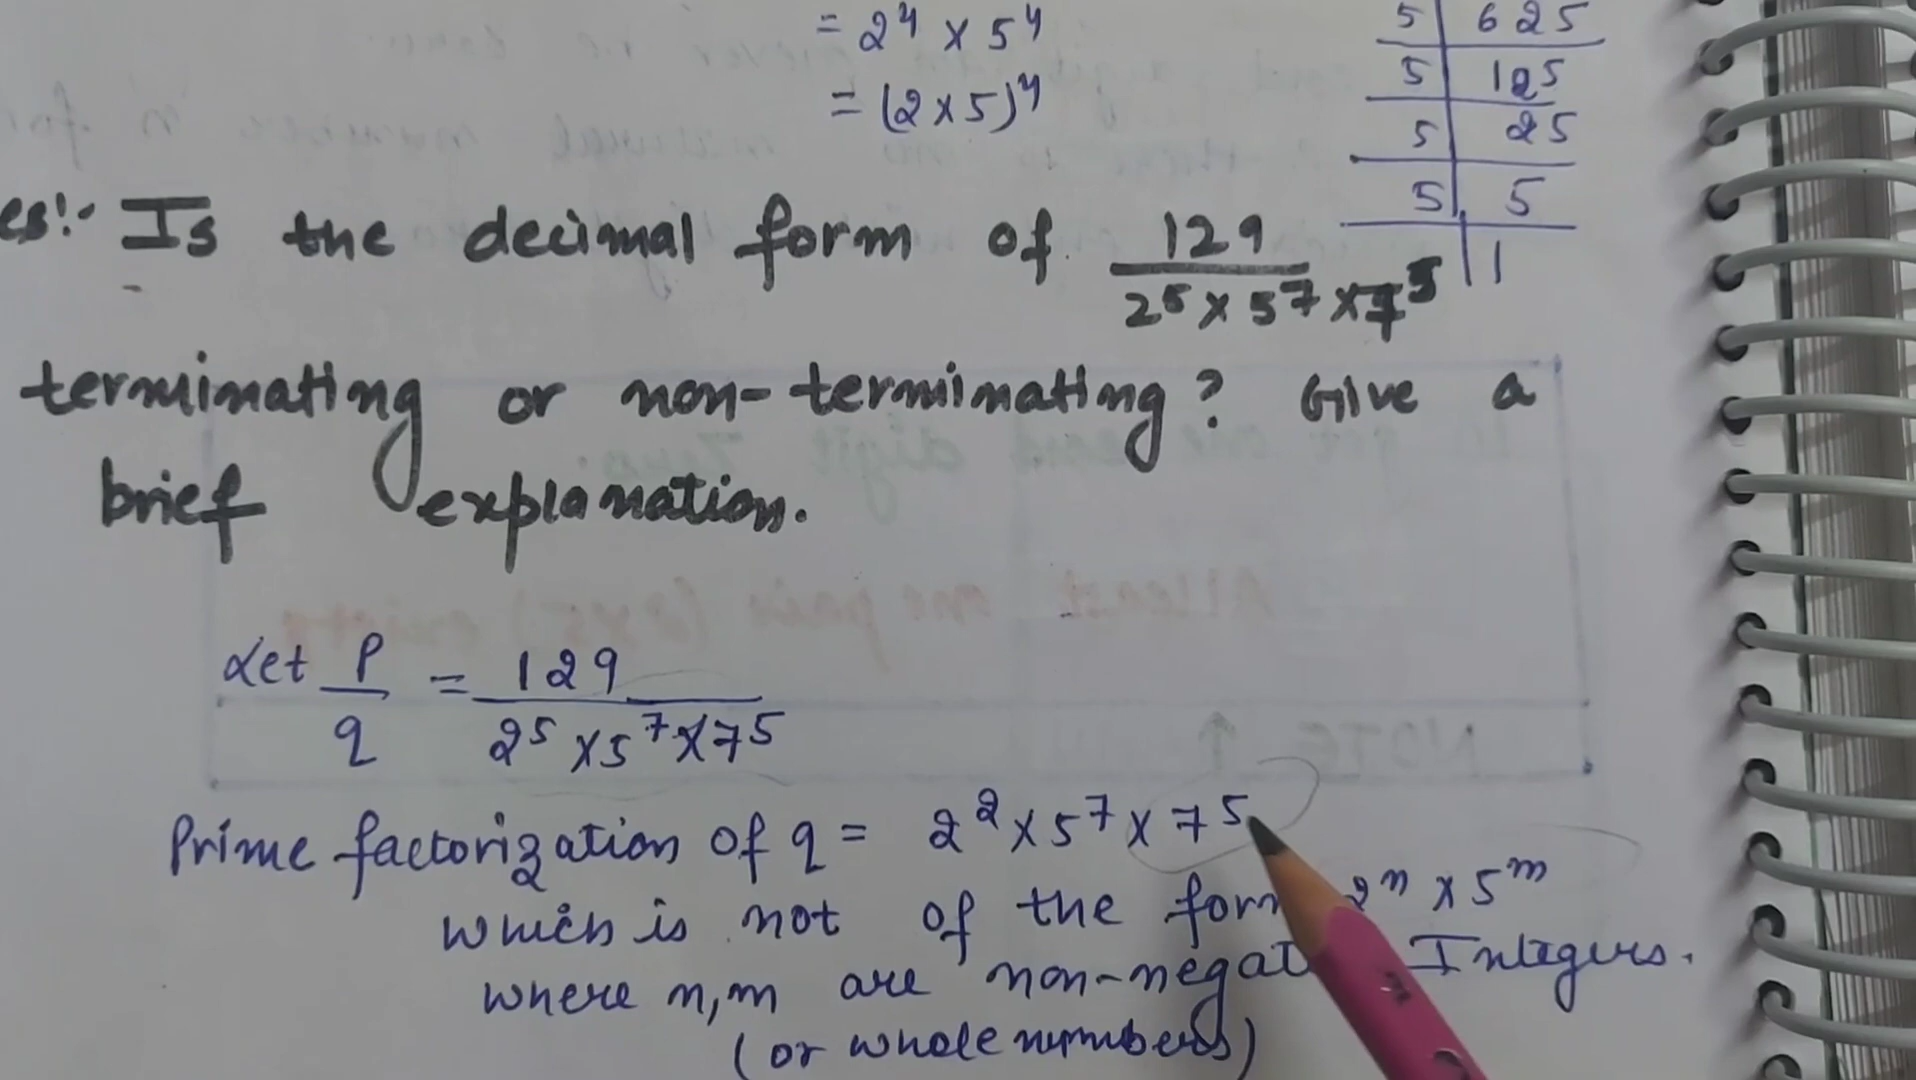 = 2⁴ × 5⁴
= (2 × 5)⁴
5 | 625
5 | 125
5 | 25
5 | 5
| 1
es:- Is the decimal form of 129 / 2⁵ × 5⁷ × 7⁵
terminating or non-terminating? Give a
brief explanation.
Let p/q = 129 / 2⁵ × 5⁷ × 7⁵
Prime factorization of q = 2² × 5⁷ × 7⁵
which is not of the form 2ⁿ × 5ᵐ
where n, m are non-negat Integers.
(or whole numbers)